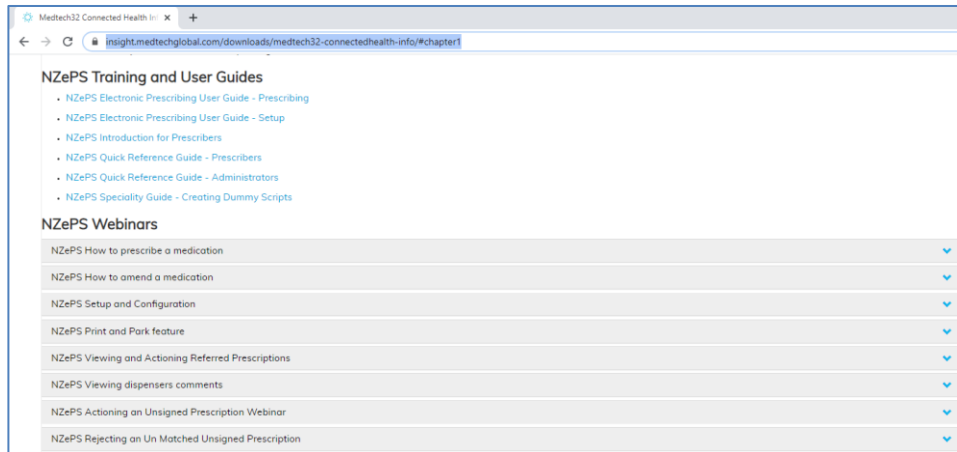 Medtech32 Connected Health In
insight.medtechglobal.com/downloads/medtech32-connectedhealth-info/#chapter1
NZePS Training and User Guides
NZePS Electronic Prescribing User Guide - Prescribing
NZePS Electronic Prescribing User Guide - Setup
NZePS Introduction for Prescribers
NZePS Quick Reference Guide - Prescribers
NZePS Quick Reference Guide - Administrators
NZePS Speciality Guide - Creating Dummy Scripts
NZePS Webinars
NZePS How to prescribe a medication
NZePS How to amend a medication
NZePS Setup and Configuration
NZePS Print and Park feature
NZePS Viewing and Actioning Referred Prescriptions
NZePS Viewing dispensers comments
NZePS Actioning an Unsigned Prescription Webinar
NZePS Rejecting an Un Matched Unsigned Prescription